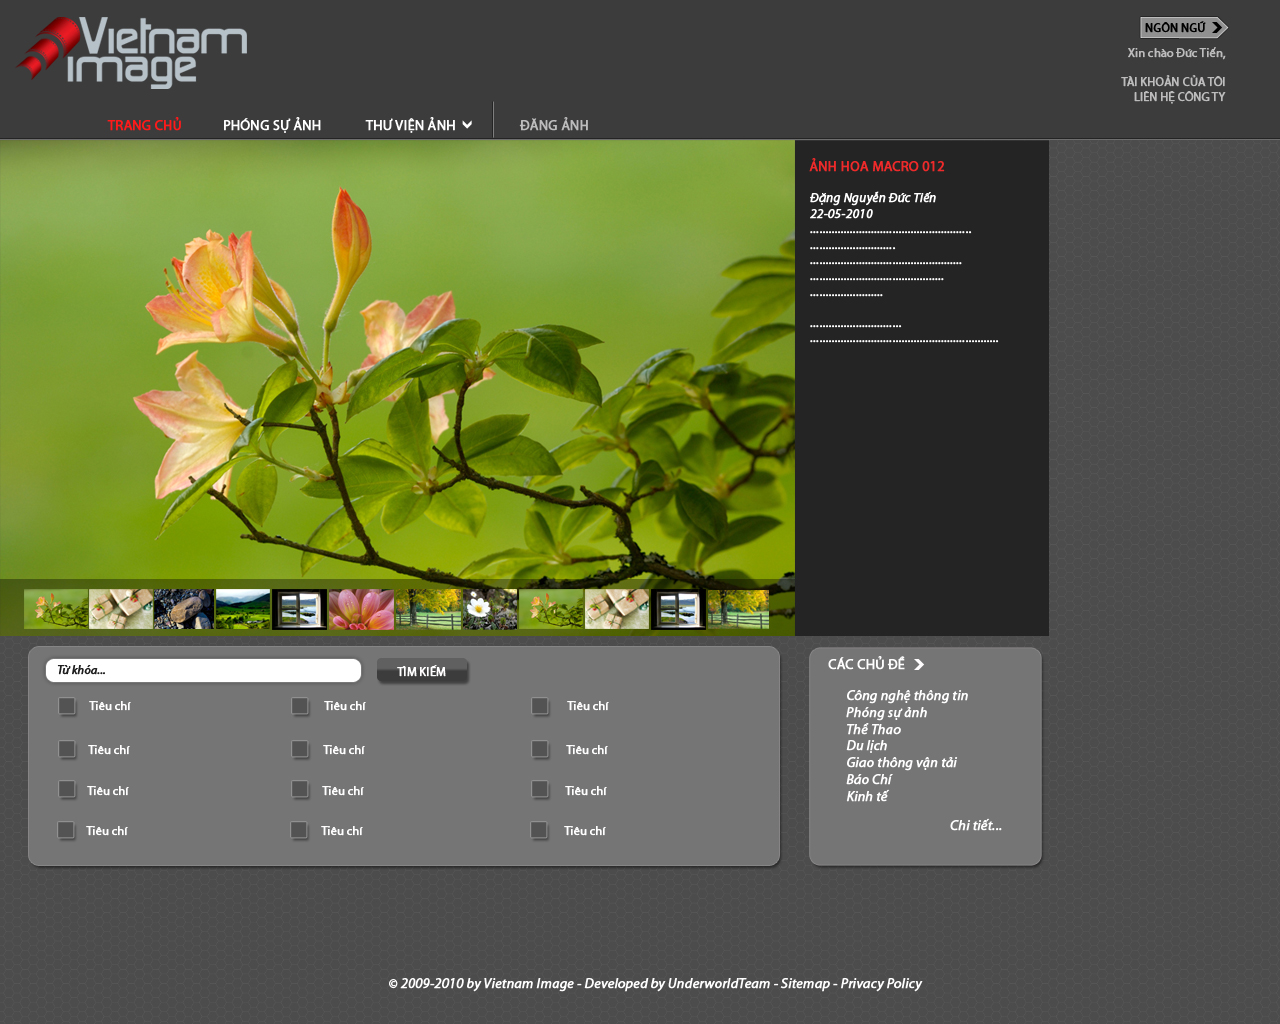 Vietnam
image
NGÔN NGỮ
Xin chào Đức Tiến,
TÀI KHOẢN CỦA TÔI
LIÊN HỆ CÔNG TY
TRANG CHỦ
PHÓNG SỰ ẢNH
THƯ VIỆN ẢNH
ĐĂNG ẢNH
ẢNH HOA MACRO 012
Đặng Nguyễn Đức Tiến
22-05-2010
.....................................................
............................
..................................................
............................................
........................
..............................
..............................................................
Từ khóa...
TÌM KIẾM
Tiêu chí
Tiêu chí
Tiêu chí
Tiêu chí
Tiêu chí
Tiêu chí
Tiêu chí
Tiêu chí
Tiêu chí
Tiêu chí
Tiêu chí
Tiêu chí
CÁC CHỦ ĐỀ
Công nghệ thông tin
Phóng sự ảnh
Thể Thao
Du lịch
Giao thông vận tải
Báo Chí
Kinh tế
Chi tiết...
© 2009-2010 by Vietnam Image - Developed by UnderworldTeam - Sitemap - Privacy Policy